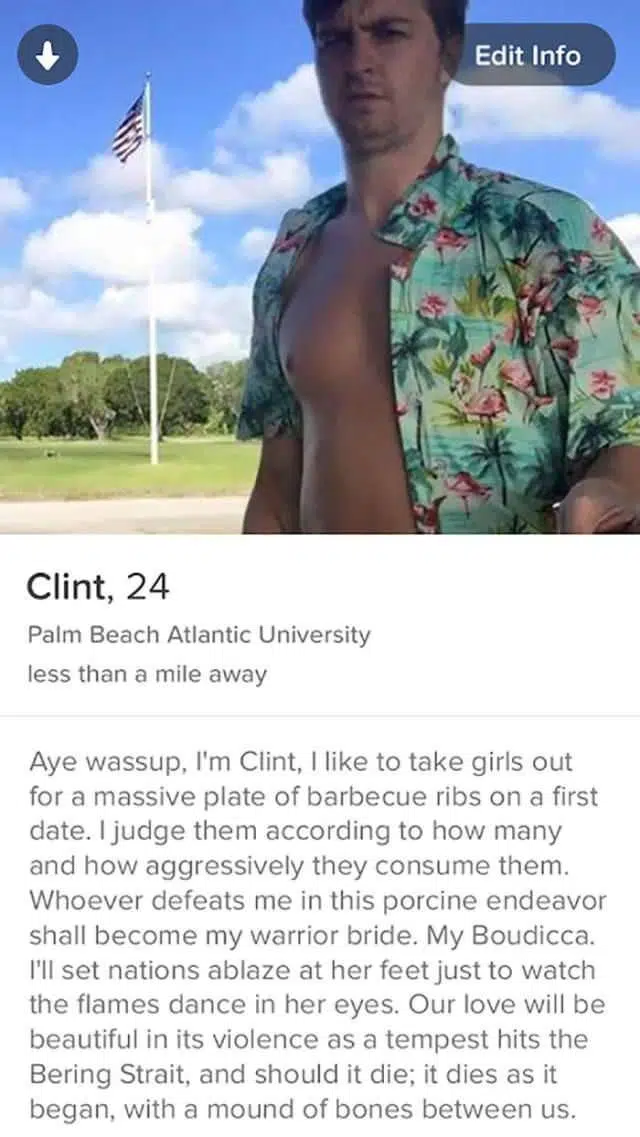 Edit Info
Clint, 24
Palm Beach Atlantic University
less than a mile away
Aye wassup, I'm Clint, I like to take girls out
for a massive plate of barbecue ribs on a first
date. I judge them according to how many
and how aggressively they consume them.
Whoever defeats me in this porcine endeavor
shall become my warrior bride. My Boudicca.
I'll set nations ablaze at her feet just to watch
the flames dance in her eyes. Our love will be
beautiful in its violence as a tempest hits the
Bering Strait, and should it die; it dies as it
began, with a mound of bones between us.